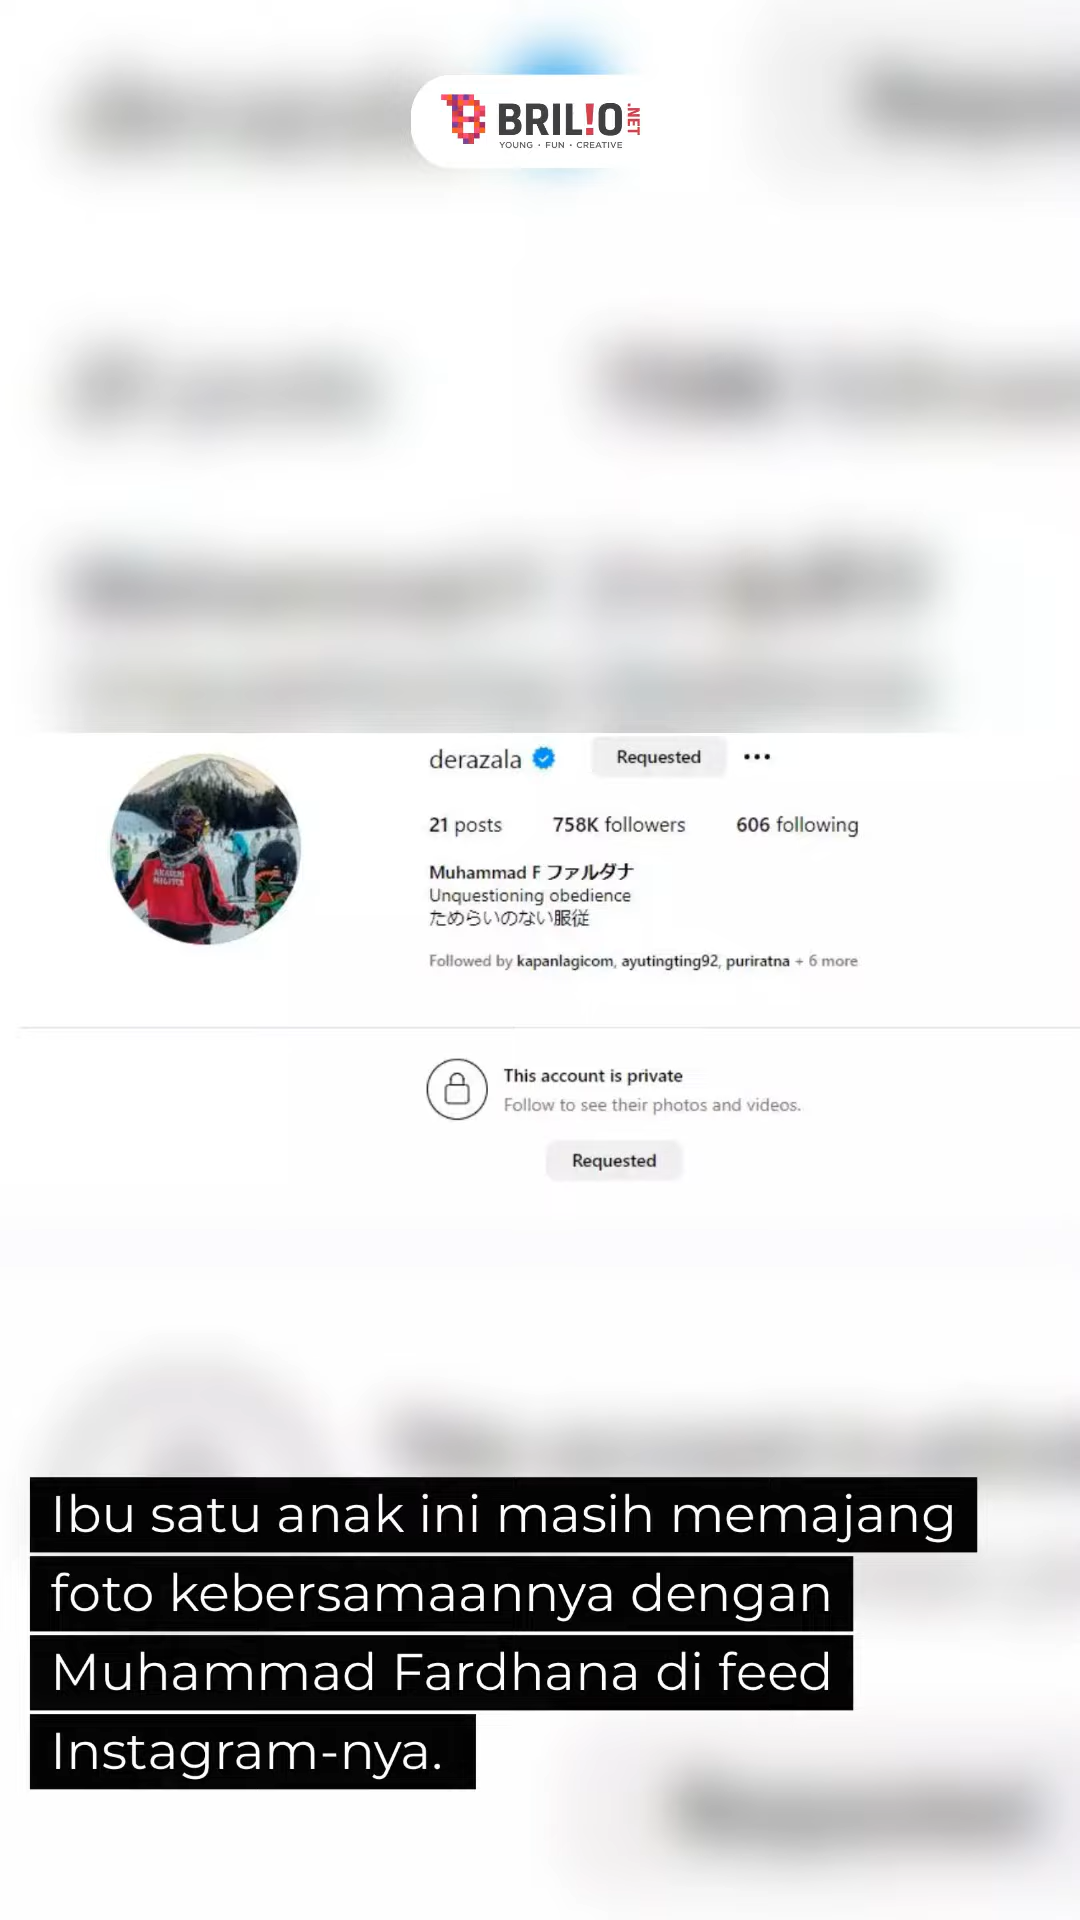 BRIL!O.NET
YOUNG • FUN • CREATIVE
derazala
Requested
21 posts 758K followers 606 following
Muhammad F ファルダナ
Unquestioning obedience
ためらいのない服従
Followed by kapanlagicom, ayutingting92, puriratna + 6 more
AKADEMI
MILITER
This account is private
Follow to see their photos and videos.
Requested
Ibu satu anak ini masih memajang
foto kebersamaannya dengan
Muhammad Fardhana di feed
Instagram-nya.